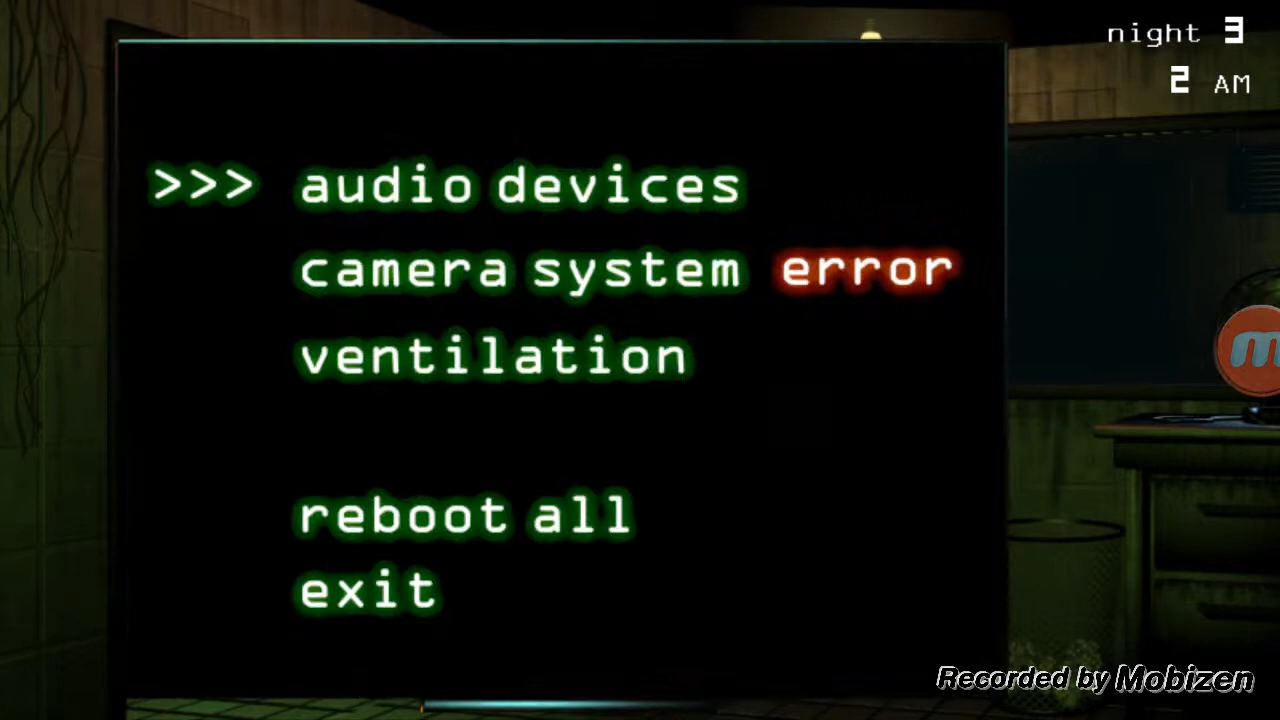 night 3
2 AM
>>> audio devices
camera system error
ventilation
reboot all
exit
m
Recorded by Mobizen